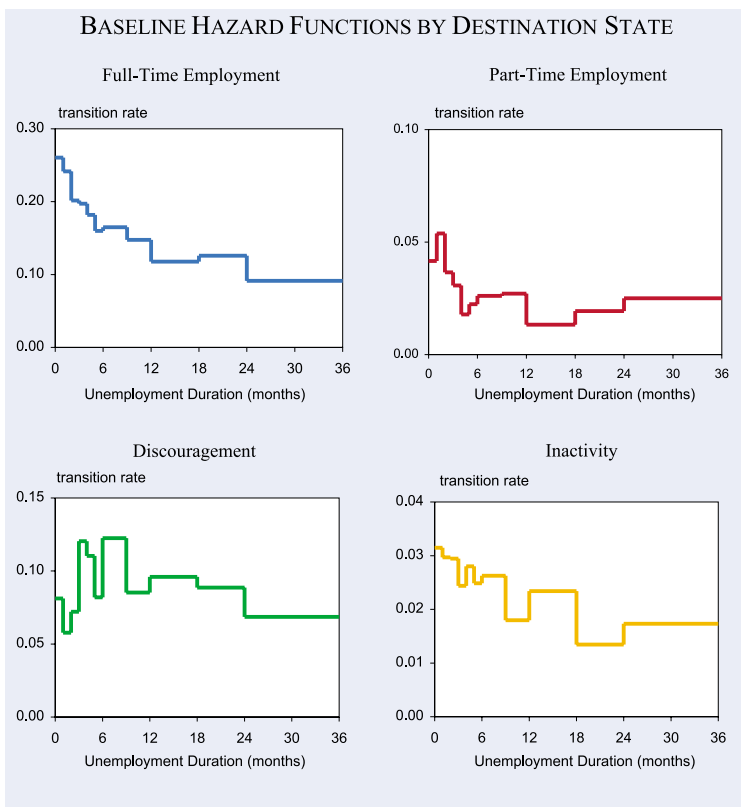 BASELINE HAZARD FUNCTIONS BY DESTINATION STATE
Full-Time Employment
transition rate
0.30
0.20
0.10
0.00
0 6 12 18 24 30 36
Unemployment Duration (months)
Part-Time Employment
transition rate
0.10
0.05
0.00
0 6 12 18 24 30 36
Unemployment Duration (months)
Discouragement
transition rate
0.15
0.10
0.05
0.00
0 6 12 18 24 30 36
Unemployment Duration (months)
Inactivity
transition rate
0.04
0.03
0.02
0.01
0.00
0 6 12 18 24 30 36
Unemployment Duration (months)